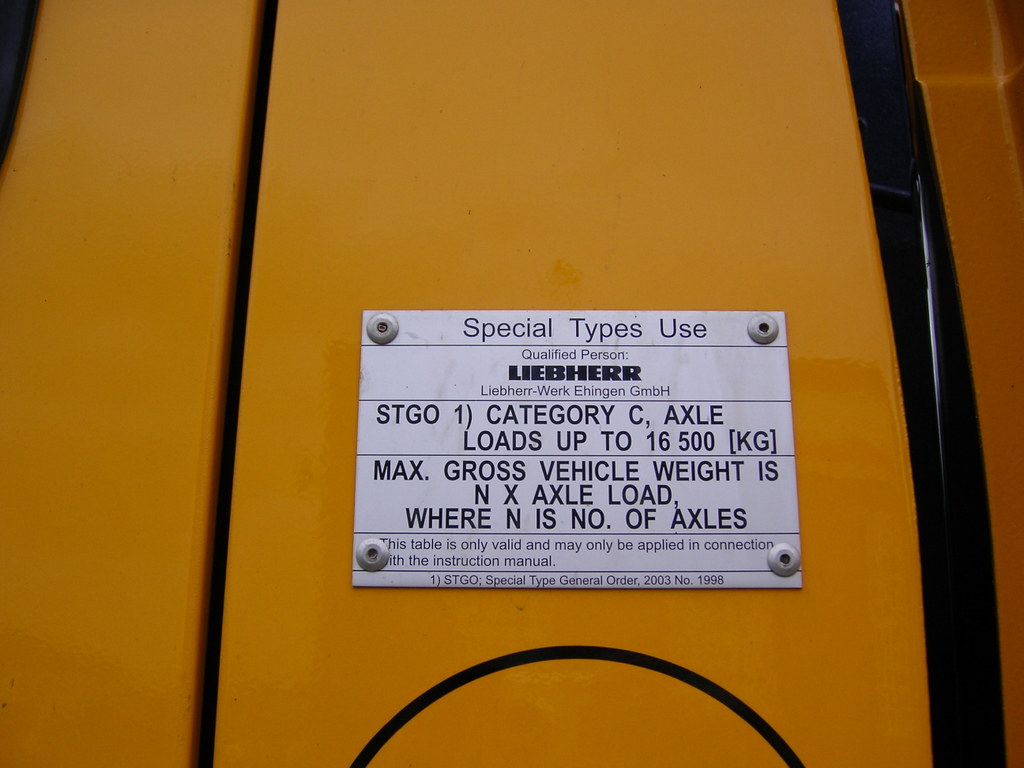 Special Types Use
Qualified Person:
LIEBHERR
Liebherr-Werk Ehingen GmbH
STGO 1) CATEGORY C, AXLE
LOADS UP TO 16 500 [KG]
MAX. GROSS VEHICLE WEIGHT IS
N X AXLE LOAD,
WHERE N IS NO. OF AXLES
This table is only valid and may only be applied in connection
with the instruction manual.
1) STGO; Special Type General Order, 2003 No. 1998